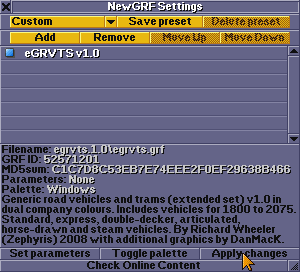 NewGRF Settings
Custom Save preset Delete preset
Add Remove Move Up Move Down
eGRVTS v1.0
Filename: egrvts.1.0\egrvts.grf
GRF ID: 52571201
MD5sum: C1C7D8C53EB7E74EEE2F0EF29638B466
Parameters: None
Palette: Windows
Generic road vehicles and trams (extended set) v1.0 in
dual company colours. Includes vehicles for 1800 to 2075.
Standard, express, double-decker, articulated,
horse-drawn and steam vehicles. By Richard Wheeler
(Zephyris) 2008 with additional graphics by DanMacK.
Set parameters Toggle palette Apply changes
Check Online Content